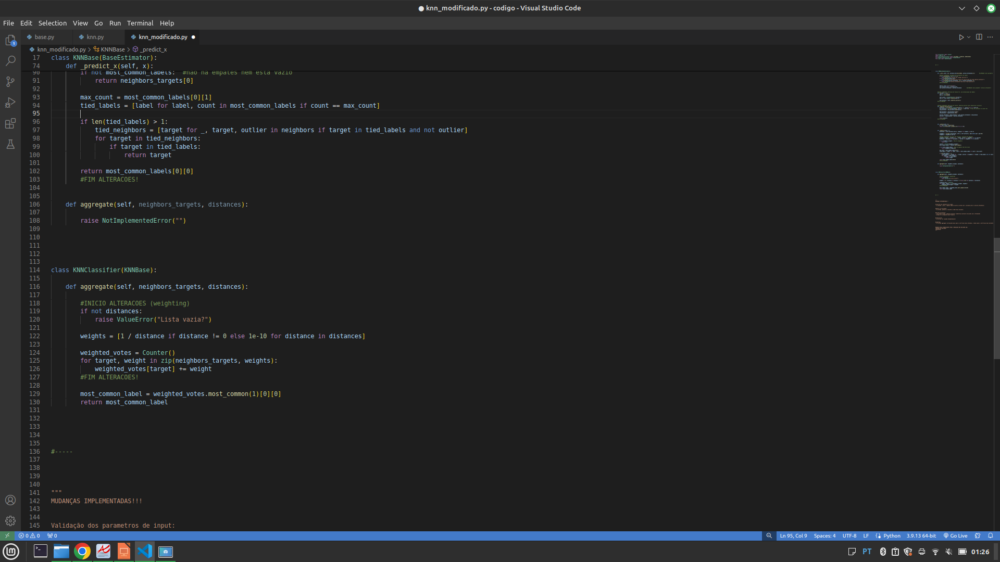 knn_modificado.py - codigo - Visual Studio Code
File Edit Selection View Go Run Terminal Help
base.py knn.py knn_modificado.py
knn_modificado.py > KNNBase > _predict_x
17 class KNNBase(BaseEstimator):
74 def _predict_x(self, x):
90 if not most_common_labels: #nao ha empates nem esta vazio
91 return neighbors_targets[0]
92
93 max_count = most_common_labels[0][1]
94 tied_labels = [label for label, count in most_common_labels if count == max_count]
95
96 if len(tied_labels) > 1:
97 tied_neighbors = [target for _, target, outlier in neighbors if target in tied_labels and not outlier]
98 for target in tied_neighbors:
99 if target in tied_labels:
100 return target
101
102 return most_common_labels[0][0]
103 #FIM ALTERACOES!
104
105
106 def aggregate(self, neighbors_targets, distances):
107
108 raise NotImplementedError("")
109
110
111
112
113
114 class KNNClassifier(KNNBase):
115
116 def aggregate(self, neighbors_targets, distances):
117
118 #INICIO ALTERACOES (weighting)
119 if not distances:
120 raise ValueError("Lista vazia?")
121
122 weights = [1 / distance if distance != 0 else 1e-10 for distance in distances]
123
124 weighted_votes = Counter()
125 for target, weight in zip(neighbors_targets, weights):
126 weighted_votes[target] += weight
127 #FIM ALTERACOES!
128
129 most_common_label = weighted_votes.most_common(1)[0][0]
130 return most_common_label
131
132
133
134
135
136 #-----
137
138
139
140
141 """
142 MUDANÇAS IMPLEMENTADAS!!!
143
144
145 Validação dos parametros de input:
0 0 0 Ln 95, Col 9 Spaces: 4 UTF-8 LF Python 3.9.13 64-bit Go Live
PT 01:26